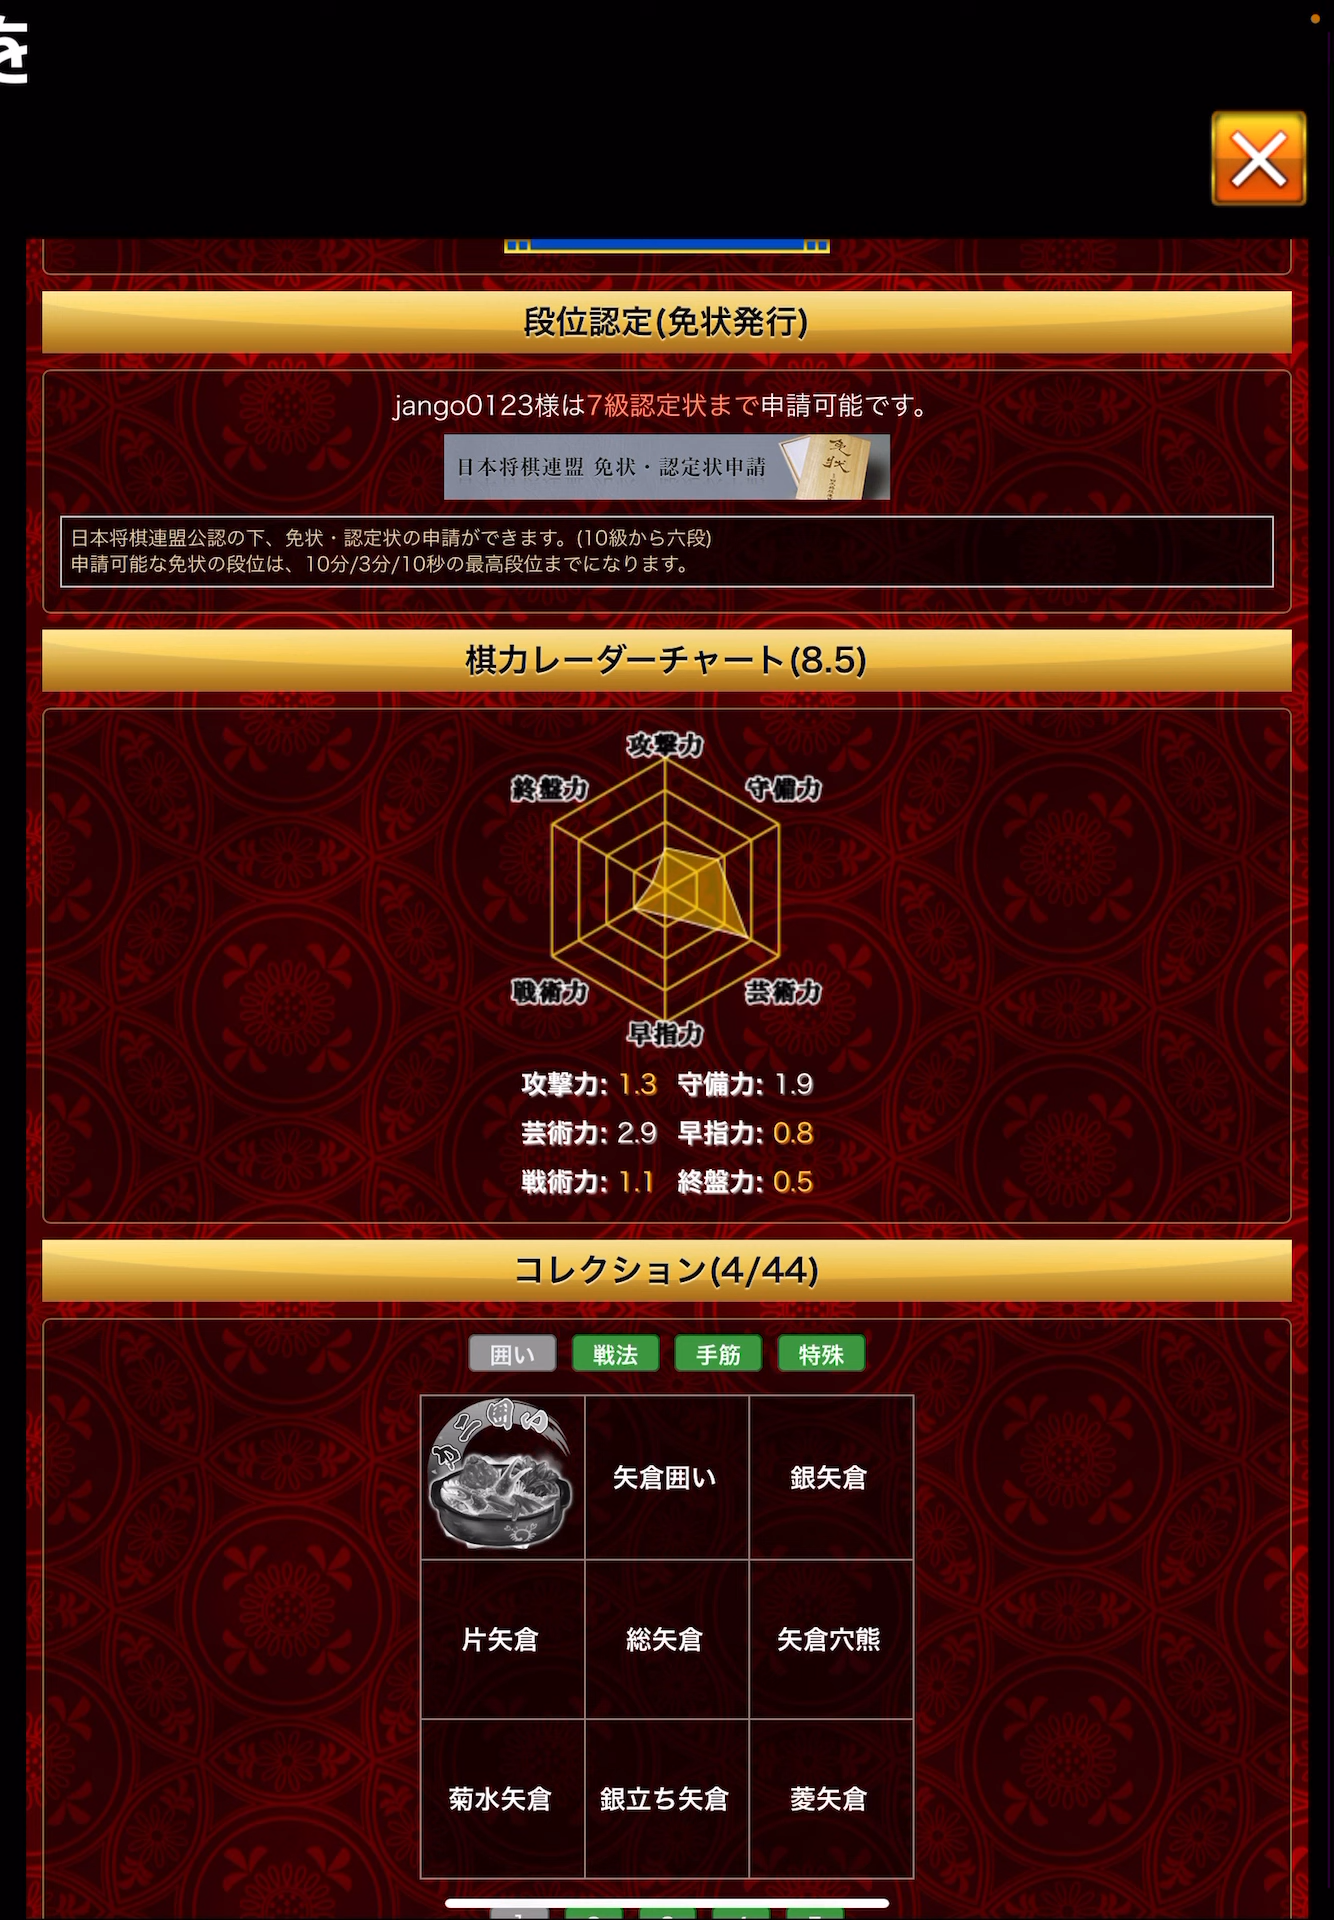 を
段位認定(免状発行)
jango0123様は7級認定状まで申請可能です。
日本将棋連盟 免状・認定状申請
免状
日本将棋連盟公認の下、免状・認定状の申請ができます。(10級から六段)
申請可能な免状の段位は、10分/3分/10秒の最高段位までになります。
棋力レーダーチャート(8.5)
攻撃力
終盤力 守備力
戦術力 芸術力
早指力
攻撃力: 1.3 守備力: 1.9
芸術力: 2.9 早指力: 0.8
戦術力: 1.1 終盤力: 0.5
コレクション(4/44)
囲い 戦法 手筋 特殊
カニ囲い 矢倉囲い 銀矢倉
片矢倉 総矢倉 矢倉穴熊
菊水矢倉 銀立ち矢倉 菱矢倉